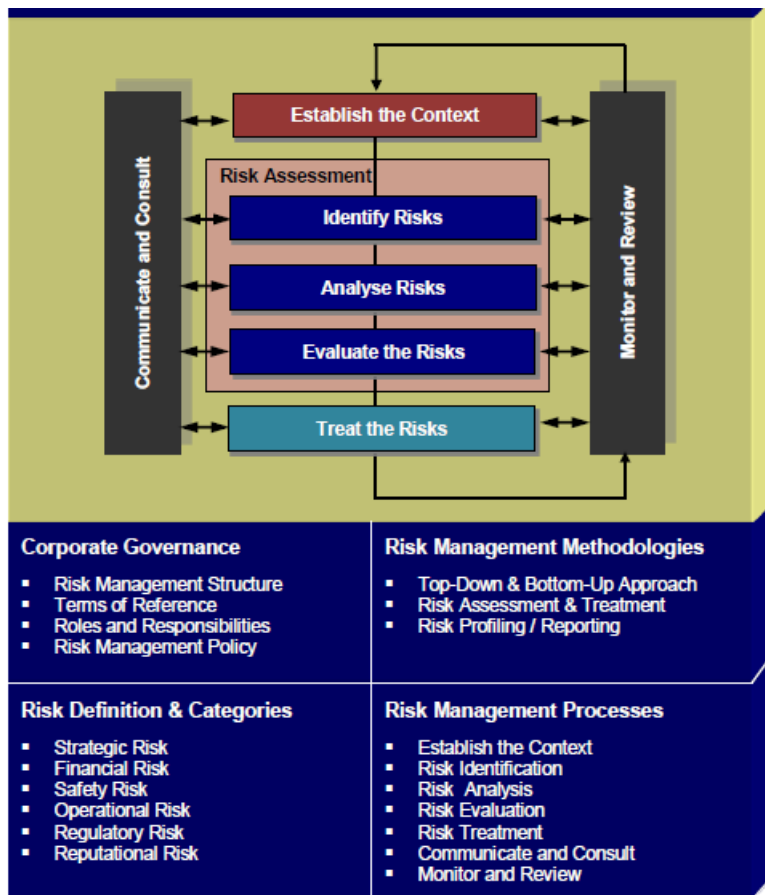 Establish the Context
Communicate and Consult
Monitor and Review
Risk Assessment
Identify Risks
Analyse Risks
Evaluate the Risks
Treat the Risks
Corporate Governance
▪ Risk Management Structure
▪ Terms of Reference
▪ Roles and Responsibilities
▪ Risk Management Policy
Risk Management Methodologies
▪ Top-Down & Bottom-Up Approach
▪ Risk Assessment & Treatment
▪ Risk Profiling / Reporting
Risk Definition & Categories
▪ Strategic Risk
▪ Financial Risk
▪ Safety Risk
▪ Operational Risk
▪ Regulatory Risk
▪ Reputational Risk
Risk Management Processes
▪ Establish the Context
▪ Risk Identification
▪ Risk Analysis
▪ Risk Evaluation
▪ Risk Treatment
▪ Communicate and Consult
▪ Monitor and Review